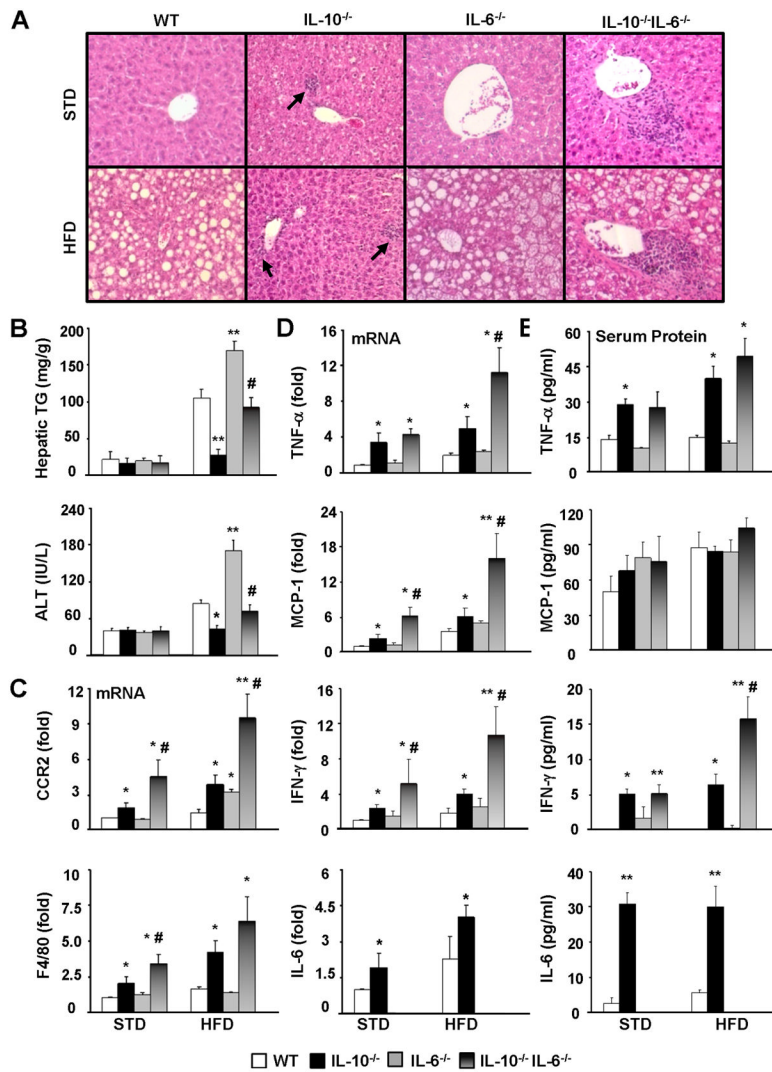 A
WT
IL-10⁻/⁻
IL-6⁻/⁻
IL-10⁻/⁻IL-6⁻/⁻
STD
HFD
B
Hepatic TG (mg/g)
200
150
100
50
0
**
**
#
ALT (IU/L)
240
180
120
60
0
*
**
#
C
mRNA
CCR2 (fold)
12
9
6
3
0
*
* #
*
*
** #
F4/80 (fold)
10
7.5
5.0
2.5
0
*
* #
*
*
STD
HFD
D
mRNA
TNF-α (fold)
16
12
8
4
0
*
*
*
* #
MCP-1 (fold)
24
18
12
6
0
*
* #
*
** #
IFN-γ (fold)
16
12
8
4
0
*
* #
*
** #
IL-6 (fold)
6
4.5
3
1.5
0
*
*
STD
HFD
E
Serum Protein
TNF-α (pg/ml)
60
45
30
15
0
*
*
*
MCP-1 (pg/ml)
120
90
60
30
0
IFN-γ (pg/ml)
20
15
10
5
0
*
**
*
** #
IL-6 (pg/ml)
40
30
20
10
0
**
**
STD
HFD
WT
IL-10⁻/⁻
IL-6⁻/⁻
IL-10⁻/⁻ IL-6⁻/⁻